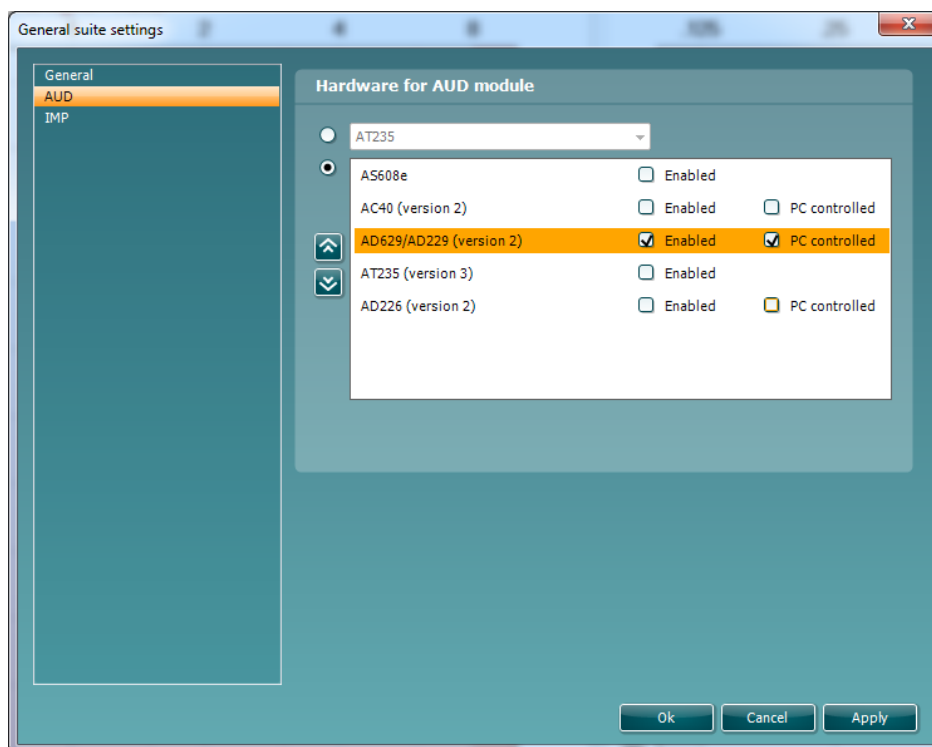 General suite settings
General
AUD
IMP
Hardware for AUD module
AT235
AS608e Enabled
AC40 (version 2) Enabled PC controlled
AD629/AD229 (version 2) Enabled PC controlled
AT235 (version 3) Enabled
AD226 (version 2) Enabled PC controlled
Ok Cancel Apply